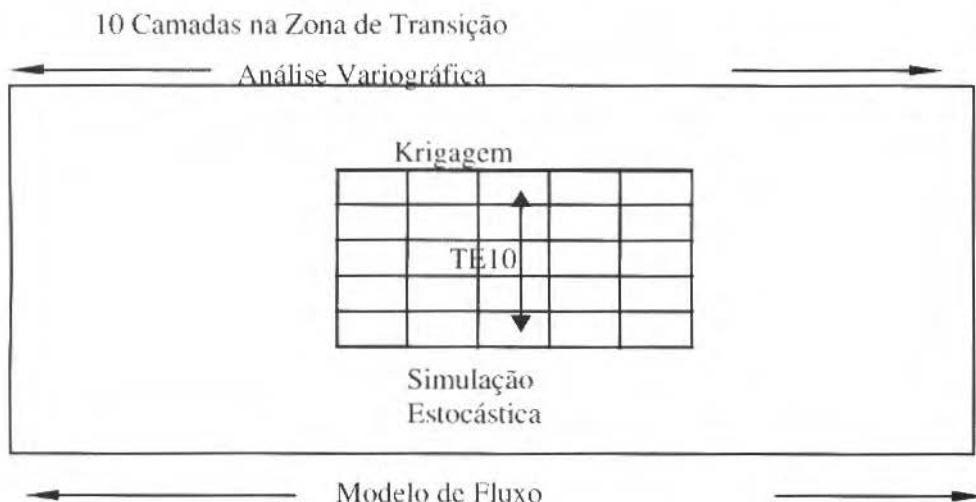 10 Camadas na Zona de Transição
Análise Variográfica
Krigagem
TE10
Simulação
Estocástica
Modelo de Fluxo